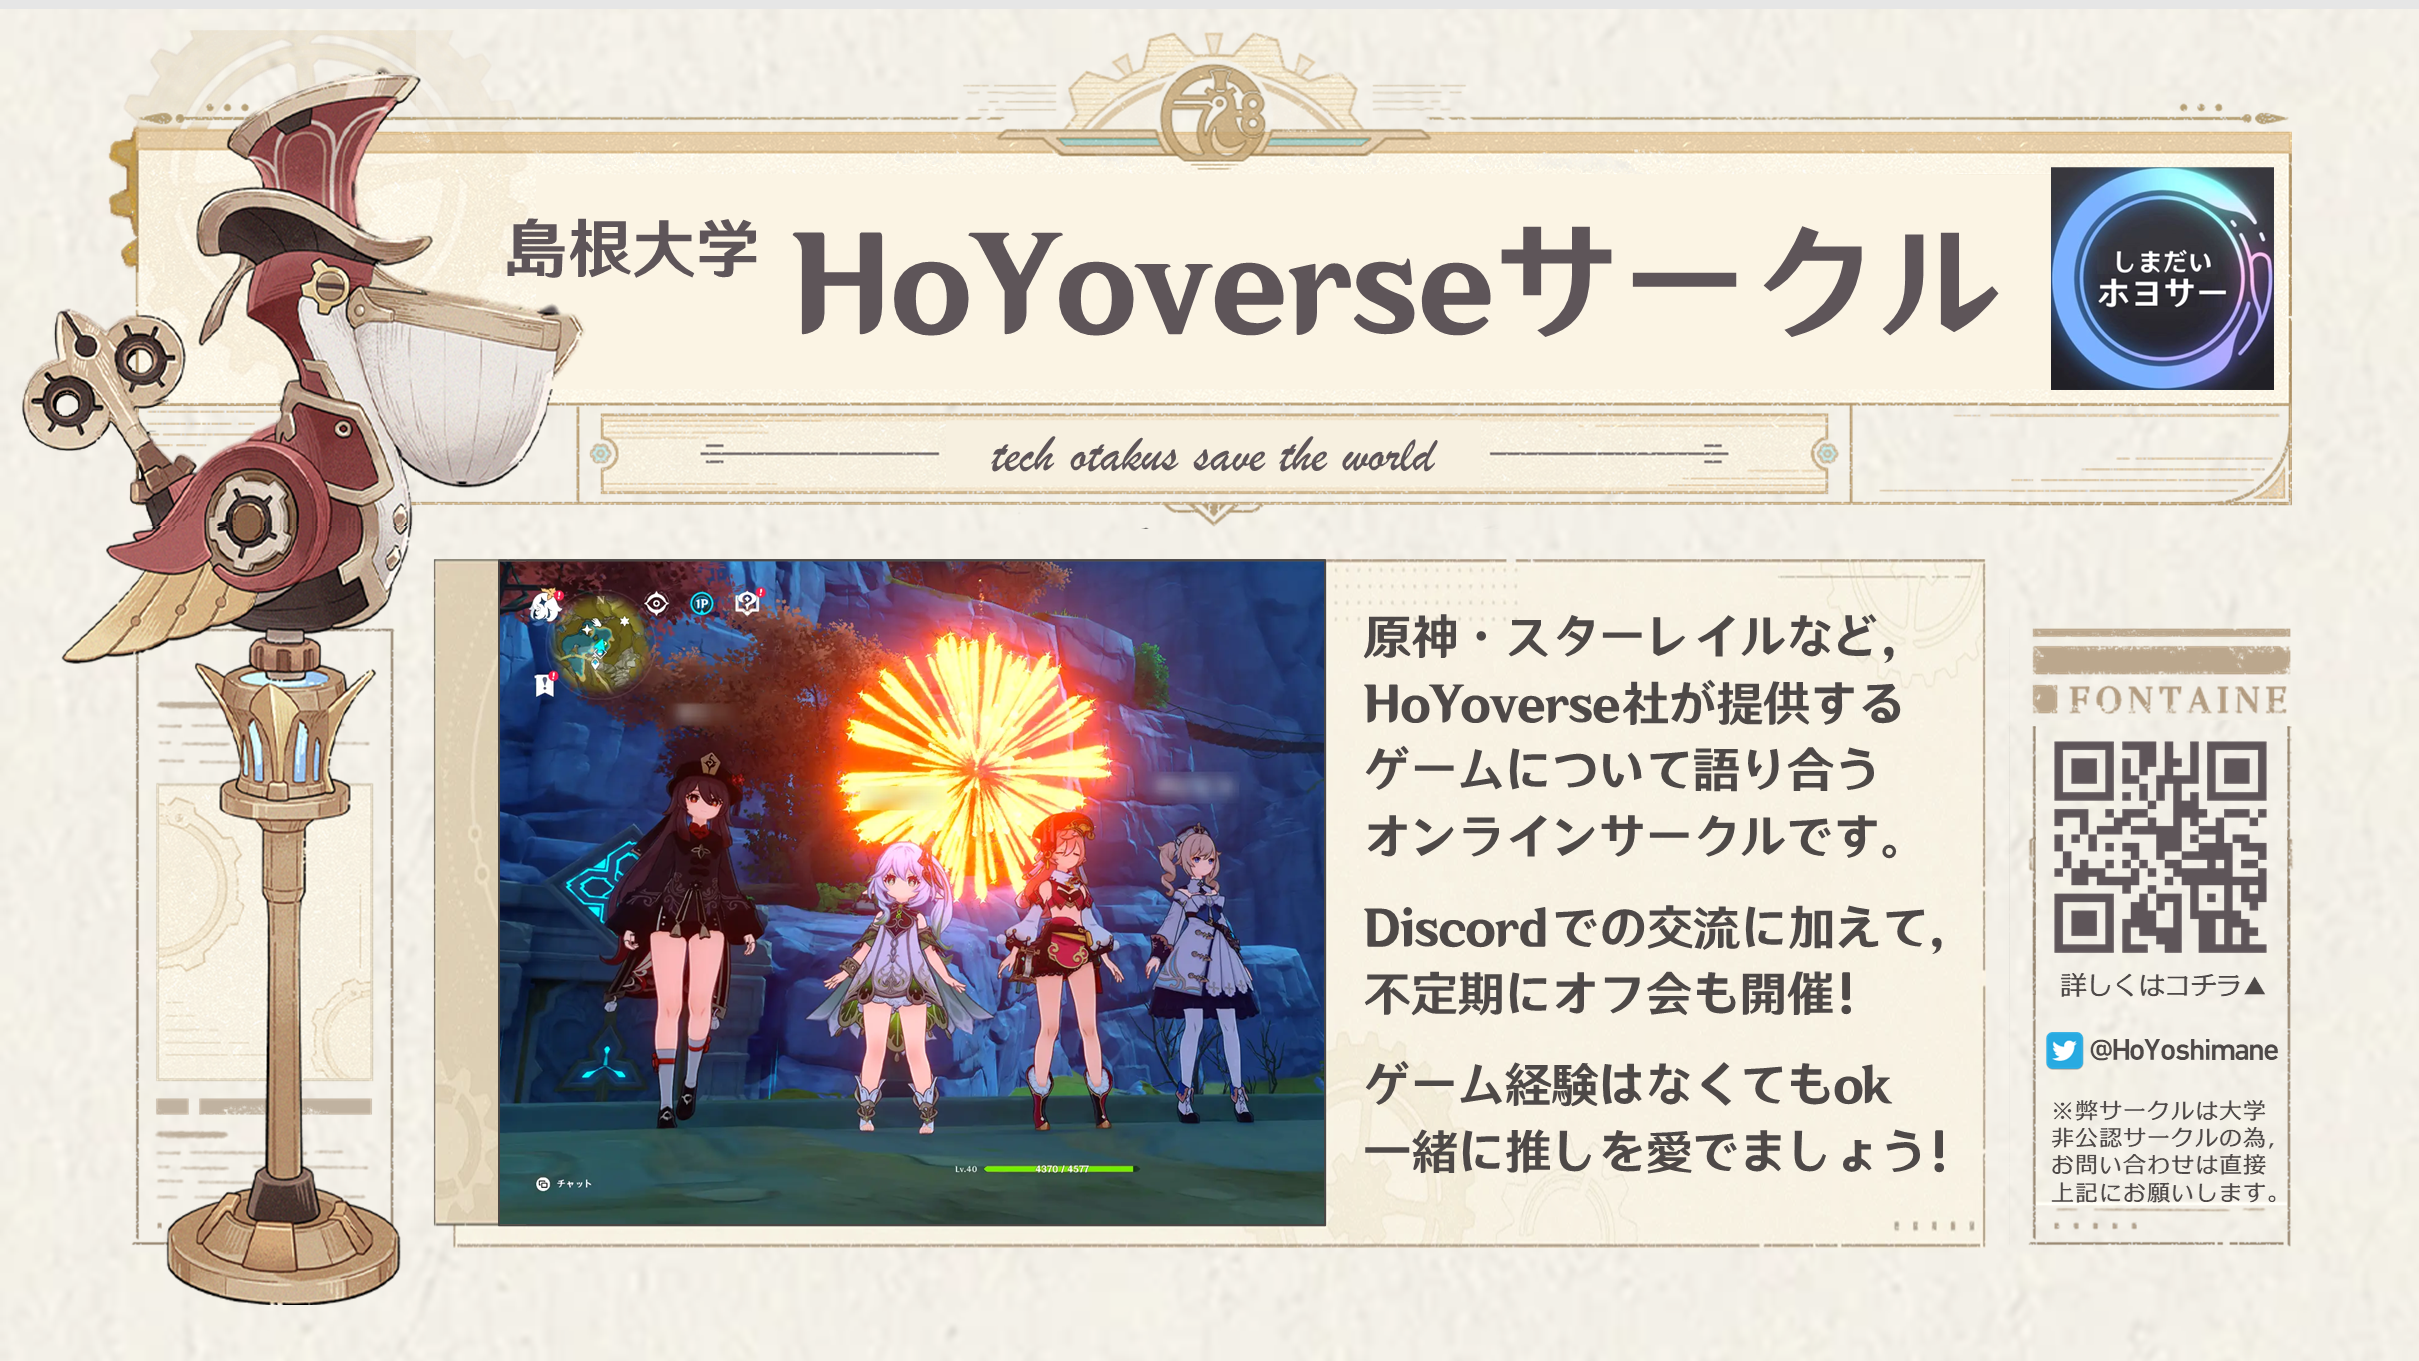 島根大学 HoYoverseサークル
しまだい
ホヨサー
tech otakus save the world
N
1P
Lv.40 4370 / 4577
チャット
原神・スターレイルなど,
HoYoverse社が提供する
ゲームについて語り合う
オンラインサークルです。
Discordでの交流に加えて,
不定期にオフ会も開催!
ゲーム経験はなくてもok
一緒に推しを愛でましょう!
FONTAINE
詳しくはコチラ▲
@HoYoshimane
※弊サークルは大学
非公認サークルの為,
お問い合わせは直接
上記にお願いします。